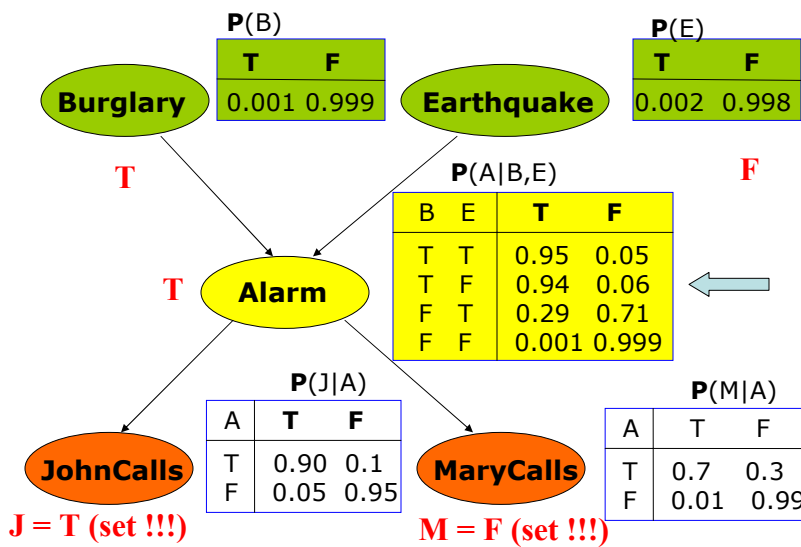 P(B)
T F
0.001 0.999
Burglary
P(E)
T F
0.002 0.998
Earthquake
T
F
P(A|B,E)
B E T F
T T 0.95 0.05
T F 0.94 0.06
F T 0.29 0.71
F F 0.001 0.999
T
Alarm
P(J|A)
A T F
T 0.90 0.1
F 0.05 0.95
P(M|A)
A T F
T 0.7 0.3
F 0.01 0.99
JohnCalls
MaryCalls
J = T (set !!!)
M = F (set !!!)